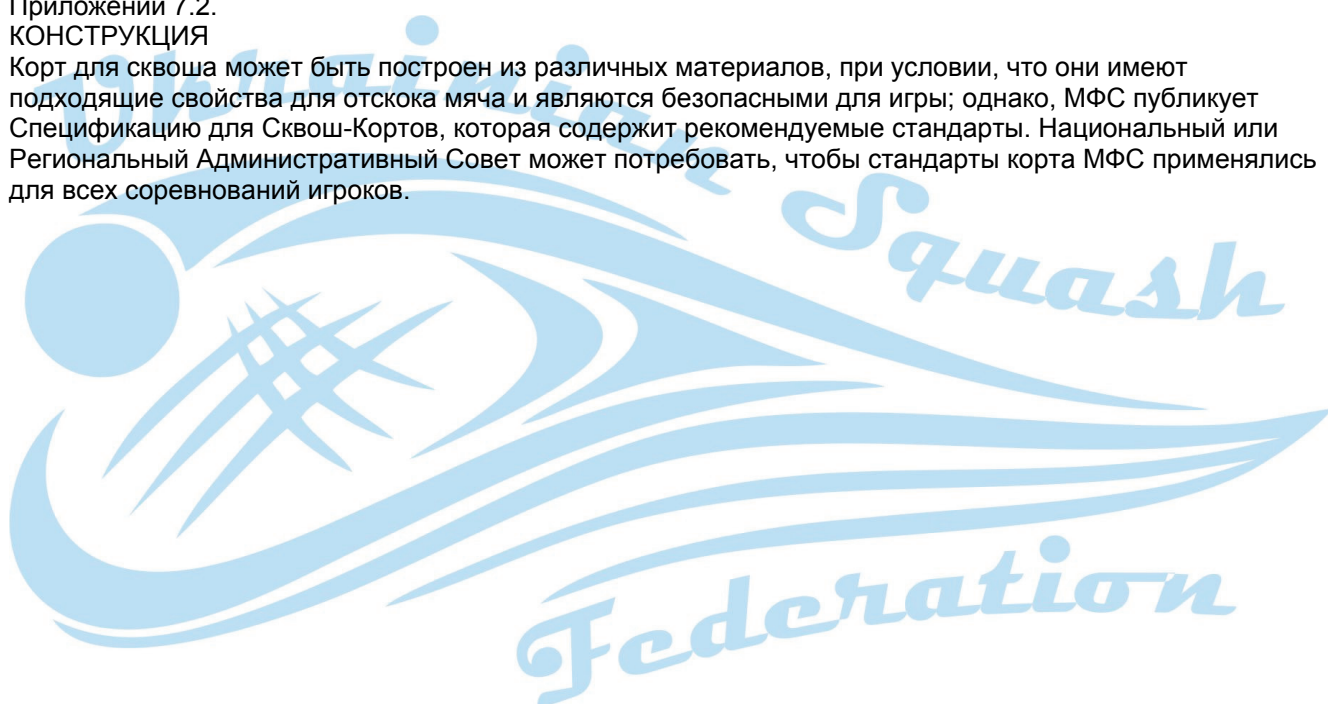 Приложении 7.2.
КОНСТРУКЦИЯ
Корт для сквоша может быть построен из различных материалов, при условии, что они имеют
подходящие свойства для отскока мяча и являются безопасными для игры; однако, МФС публикует
Спецификацию для Сквош-Кортов, которая содержит рекомендуемые стандарты. Национальный или
Региональный Административный Совет может потребовать, чтобы стандарты корта МФС применялись
для всех соревнований игроков.
Ukrainian Squash
Federation